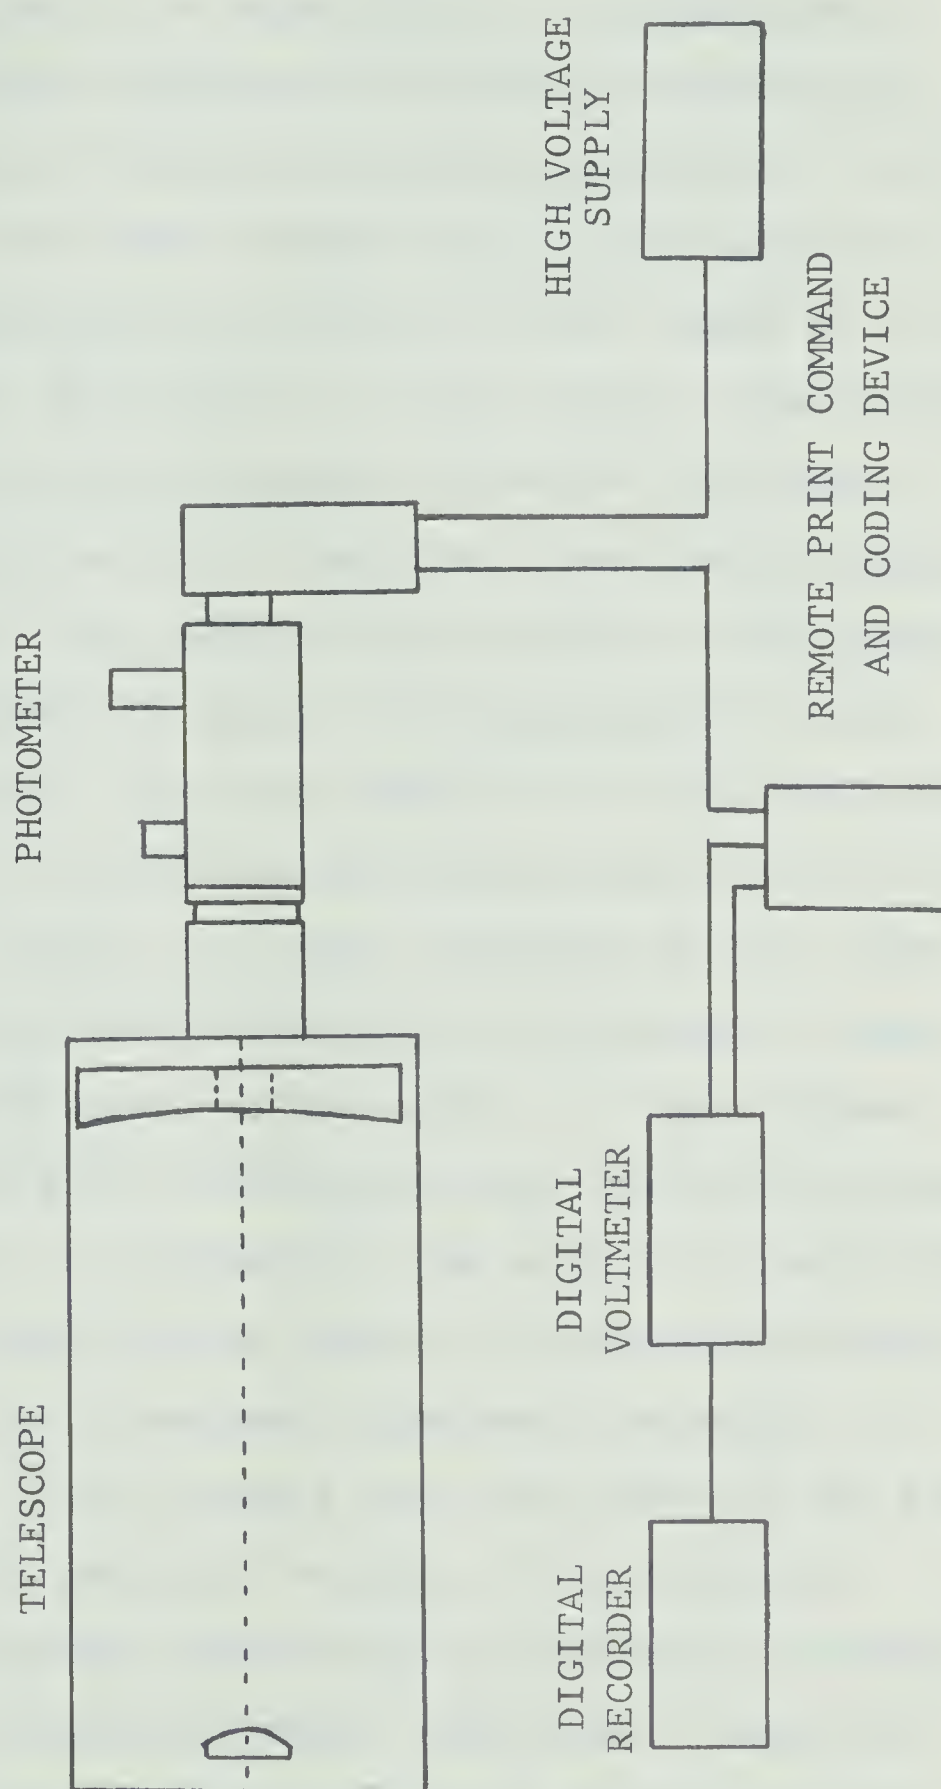 TELESCOPE
PHOTOMETER
HIGH VOLTAGE
SUPPLY
DIGITAL
RECORDER
DIGITAL
VOLTMETER
REMOTE PRINT COMMAND
AND CODING DEVICE